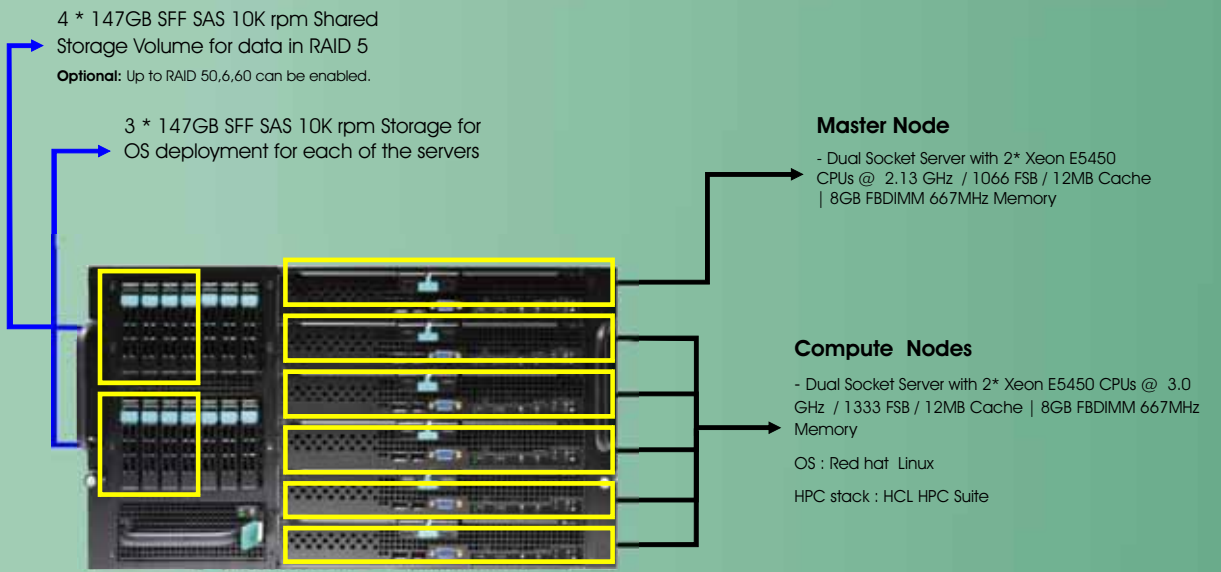 4 * 147GB SFF SAS 10K rpm Shared
Storage Volume for data in RAID 5
Optional: Up to RAID 50,6,60 can be enabled.
3 * 147GB SFF SAS 10K rpm Storage for
OS deployment for each of the servers
Master Node
- Dual Socket Server with 2* Xeon E5450
CPUs @ 2.13 GHz / 1066 FSB / 12MB Cache
| 8GB FBDIMM 667MHz Memory
Compute Nodes
- Dual Socket Server with 2* Xeon E5450 CPUs @ 3.0
GHz / 1333 FSB / 12MB Cache | 8GB FBDIMM 667MHz
Memory
OS : Red hat Linux
HPC stack : HCL HPC Suite